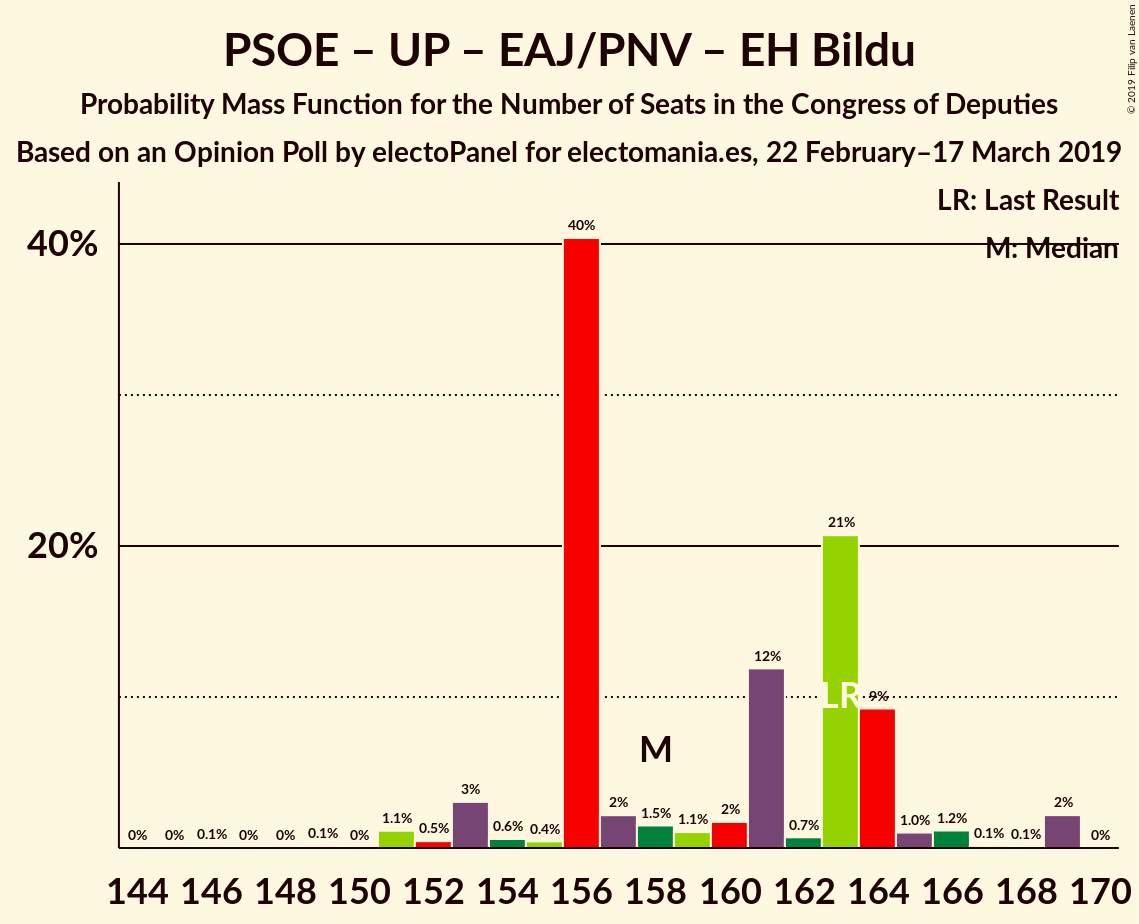 PSOE – UP – EAJ/PNV – EH Bildu
Probability Mass Function for the Number of Seats in the Congress of Deputies
Based on an Opinion Poll by electoPanel for electomania.es, 22 February–17 March 2019
© 2019 Filip van Laenen
LR: Last Result
M: Median
40%
20%
0% 0% 0.1% 0% 0% 0.1% 0% 1.1% 0.5% 3% 0.6% 0.4% 40% 2% 1.5% 1.1% 2% 12% 0.7% 21% 9% 1.0% 1.2% 0.1% 0.1% 2% 0%
M
LR
144 146 148 150 152 154 156 158 160 162 164 166 168 170